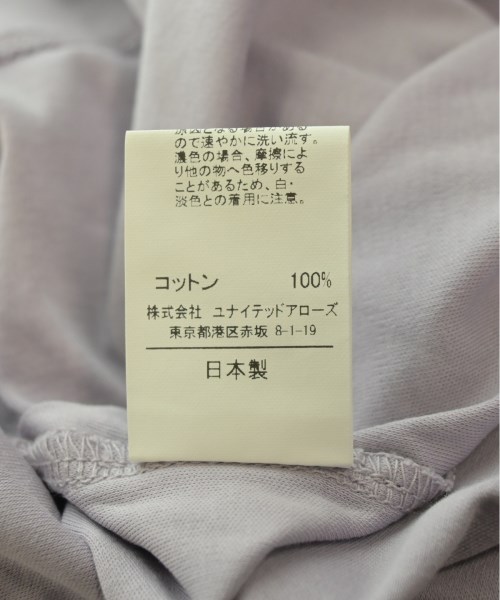 原因となる場合がある
ので速やかに洗い流す。
濃色の場合、摩擦によ
り他の物へ色移りする
ことがあるため、白・
淡色との着用に注意。
コットン 100%
株式会社 ユナイテッドアローズ
東京都港区赤坂 8-1-19
日本製